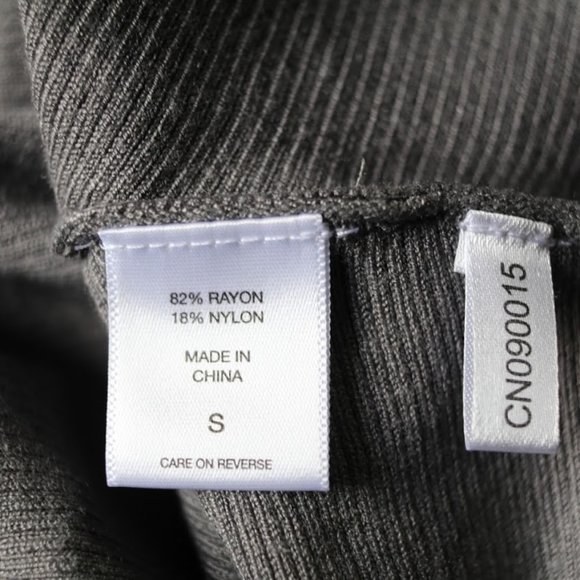 82% RAYON
18% NYLON
MADE IN
CHINA
S
CARE ON REVERSE
CN090015